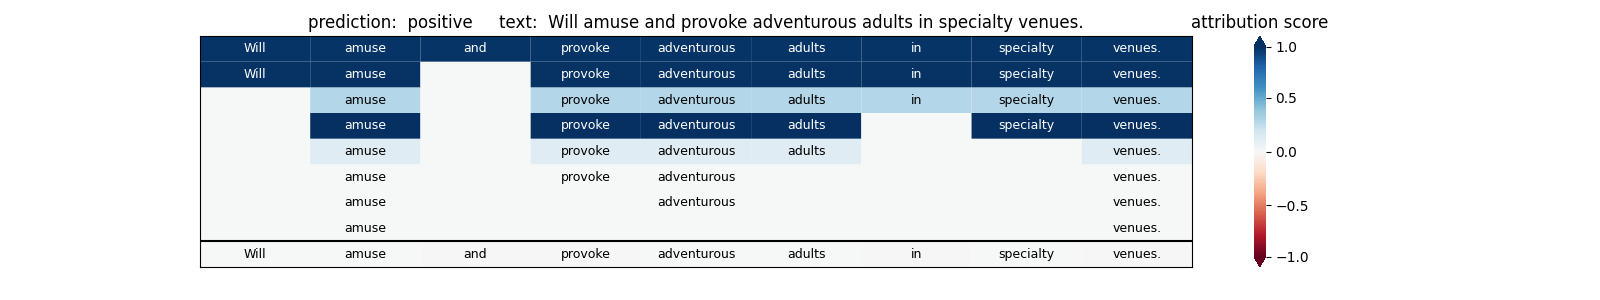 prediction: positive text: Will amuse and provoke adventurous adults in specialty venues. attribution score
Will amuse and provoke adventurous adults in specialty venues. 1.0
Will amuse provoke adventurous adults in specialty venues.
amuse provoke adventurous adults in specialty venues. 0.5
amuse provoke adventurous adults specialty venues.
amuse provoke adventurous adults venues. 0.0
amuse provoke adventurous venues.
amuse adventurous venues. −0.5
amuse venues.
Will amuse and provoke adventurous adults in specialty venues. −1.0